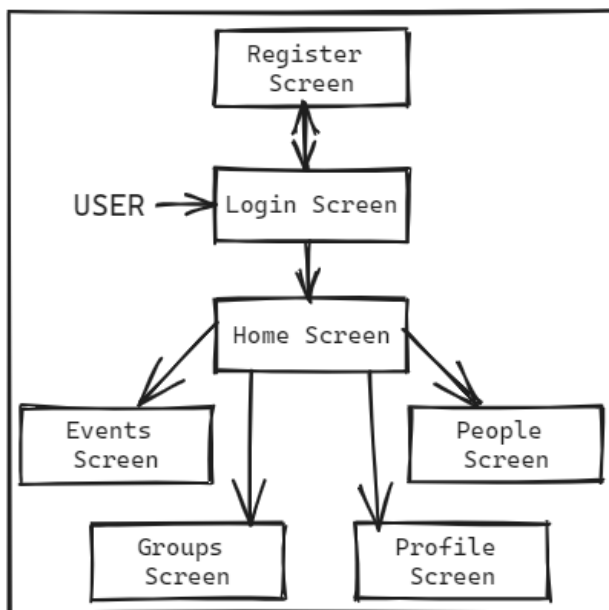 Register
Screen
USER
Login Screen
Home Screen
Events
Screen
People
Screen
Groups
Screen
Profile
Screen